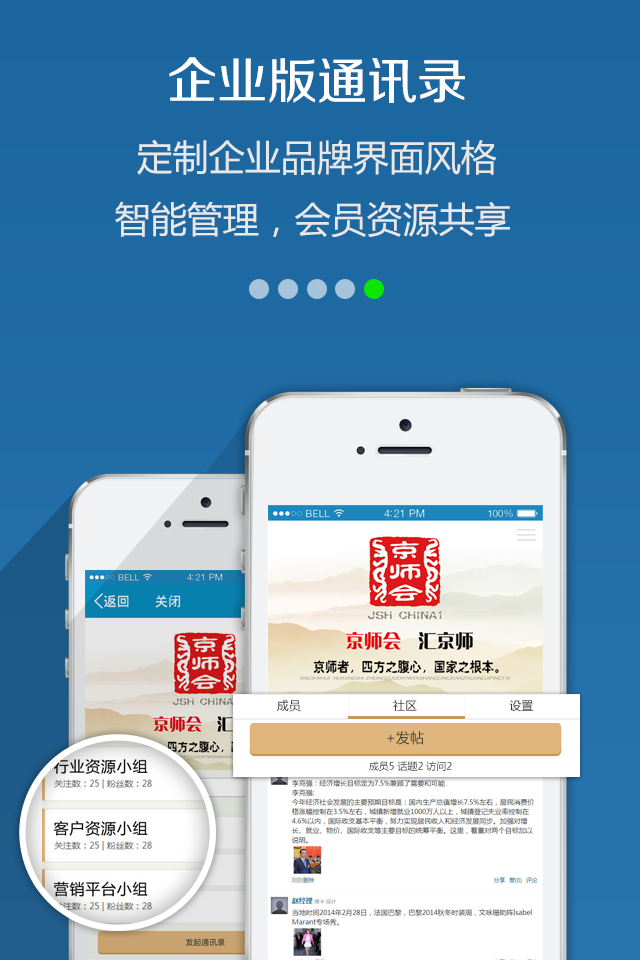 企业版通讯录
定制企业品牌界面风格
智能管理，会员资源共享
BELL
4:21 PM
100%
京师会
JSH CHINA1
京师会 汇京师
京师者，四方之腹心，国家之根本。
成员
社区
设置
+发帖
成员5 话题2 访问2
李克强：经济增长目标定为7.5%兼顾了需要和可能
李克强:
今年经济社会发展的主要预期目标是：国内生产总值增长7.5%左右，居民消费价
格涨幅控制在3.5%左右，城镇新增就业1000万人以上，城镇登记失业率控制在
4.6%以内，国际收支基本平衡，努力实现居民收入和经济发展同步。加强对增
长、就业、物价、国际收支等主要目标的统筹平衡。这里，着重对两个目标加以
说明。
刚刚删除
分享 赞(0) 评论
赵经理
当地时间2014年2月28日，法国巴黎，巴黎2014秋冬时装周，文咏珊助阵Isabel
Marant专场秀。
BELL
4:21 PM
返回
关闭
京师会
JSH CHINA
京师会 汇
四方之腹心
行业资源小组
关注数：25 | 粉丝数：28
客户资源小组
关注数：25 | 粉丝数：28
营销平台小组
关注数：25 | 粉丝数：28
发起通讯录